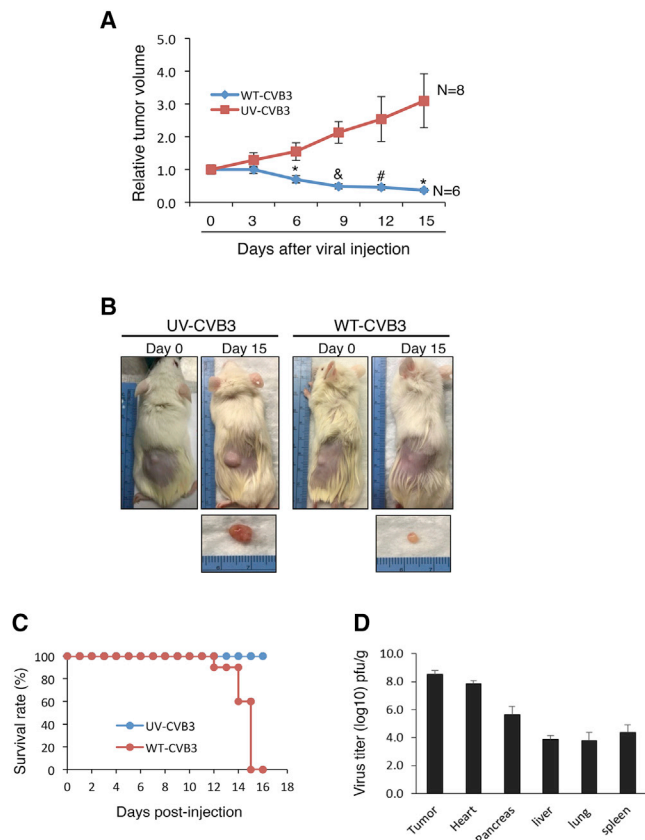 A
5.0
4.0
3.0
2.0
1.0
0.0
Relative tumor volume
WT-CVB3
UV-CVB3
N=8
N=6
*
&
#
*
0 3 6 9 12 15
Days after viral injection
B
UV-CVB3 WT-CVB3
Day 0 Day 15 Day 0 Day 15
C
100
80
60
40
20
0
Survival rate (%)
UV-CVB3
WT-CVB3
0 2 4 6 8 10 12 14 16 18
Days post-injection
D
10.0
8.0
6.0
4.0
2.0
0.0
Virus titer (log10) pfu/g
Tumor
Heart
Pancreas
liver
lung
spleen